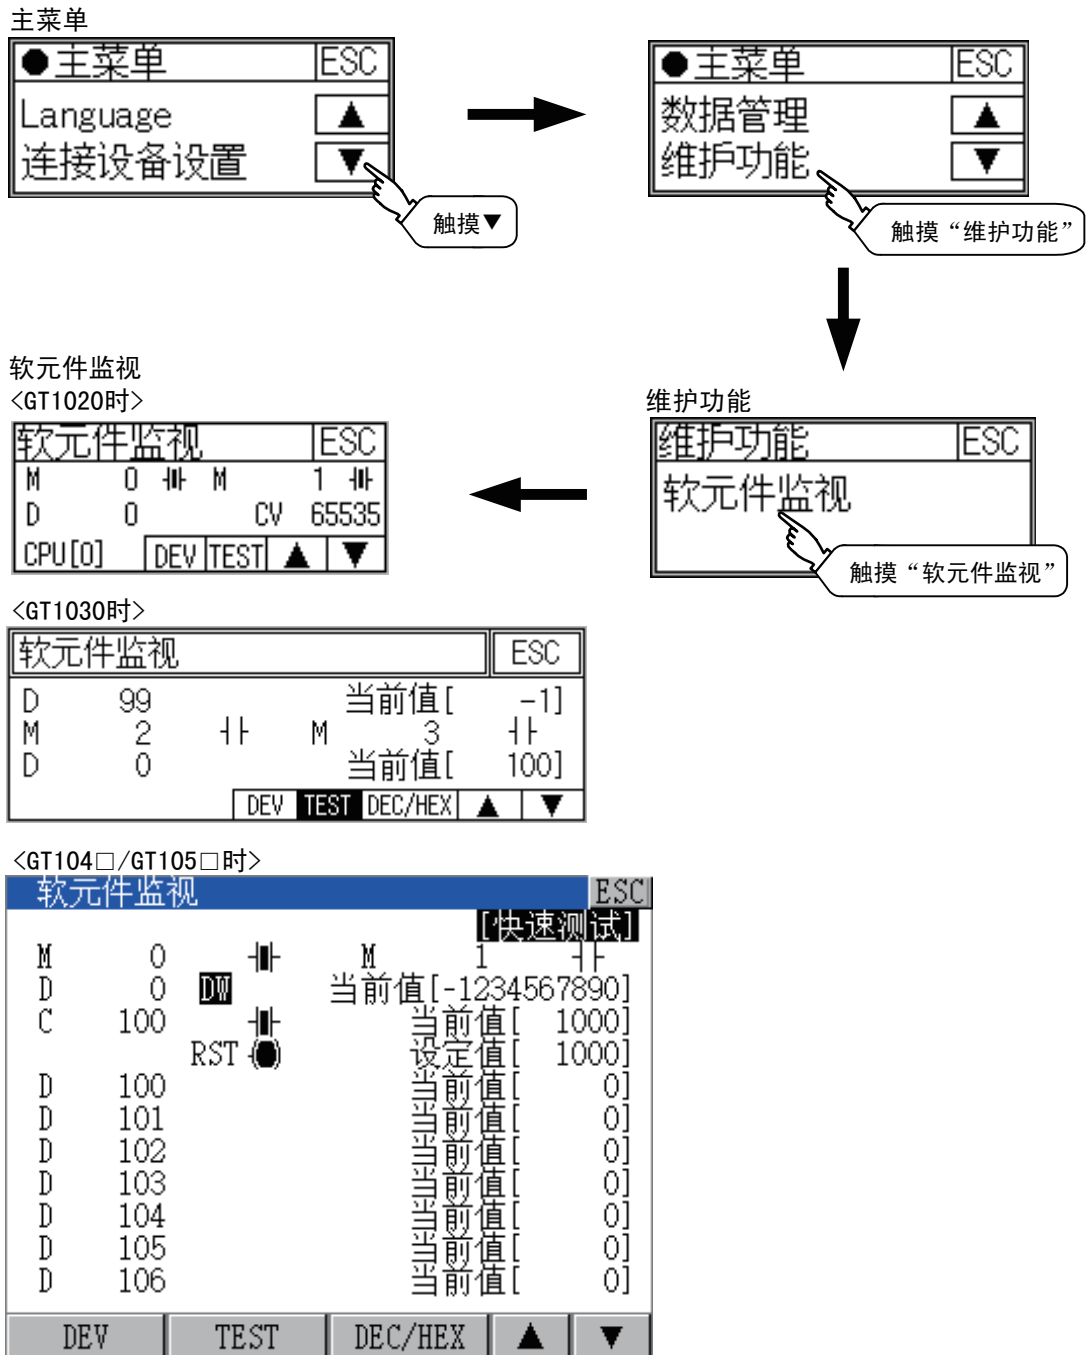 主菜单
●主菜单 ESC
Language ▲
连接设备设置 ▼
触摸▼
●主菜单 ESC
数据管理 ▲
维护功能 ▼
触摸“维护功能”
维护功能
维护功能 ESC
软元件监视
触摸“软元件监视”
软元件监视
<GT1020时>
软元件监视 ESC
M 0 M 1
D 0 CV 65535
CPU[0] DEV TEST ▲ ▼
<GT1030时>
软元件监视 ESC
D 99 当前值[ -1]
M 2 M 3
D 0 当前值[ 100]
DEV TEST DEC/HEX ▲ ▼
<GT104□/GT105□时>
软元件监视 ESC
[快速测试]
M 0 M 1
D 0 DW 当前值[-1234567890]
C 100 当前值[ 1000]
RST 设定值[ 1000]
D 100 当前值[ 0]
D 101 当前值[ 0]
D 102 当前值[ 0]
D 103 当前值[ 0]
D 104 当前值[ 0]
D 105 当前值[ 0]
D 106 当前值[ 0]
DEV TEST DEC/HEX ▲ ▼